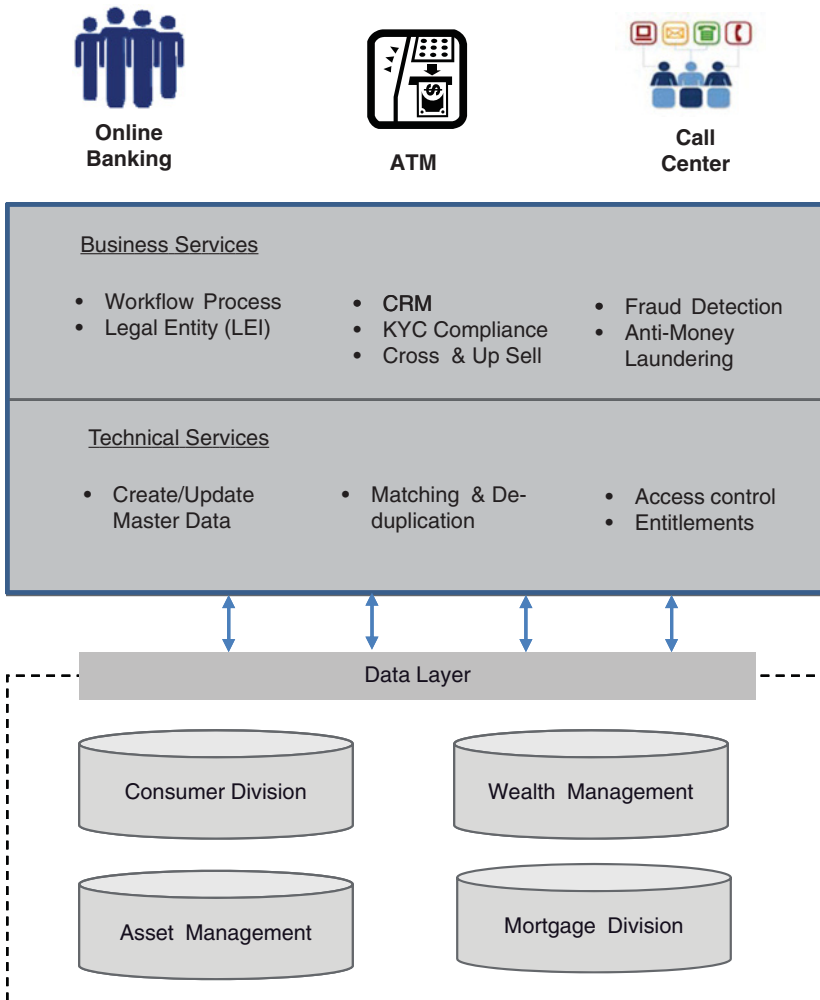 Online
Banking
ATM
Call
Center
Business Services
• Workflow Process
• Legal Entity (LEI)
• CRM
• KYC Compliance
• Cross & Up Sell
• Fraud Detection
• Anti-Money
Laundering
Technical Services
• Create/Update
Master Data
• Matching & De-
duplication
• Access control
• Entitlements
Data Layer
Consumer Division
Wealth Management
Asset Management
Mortgage Division